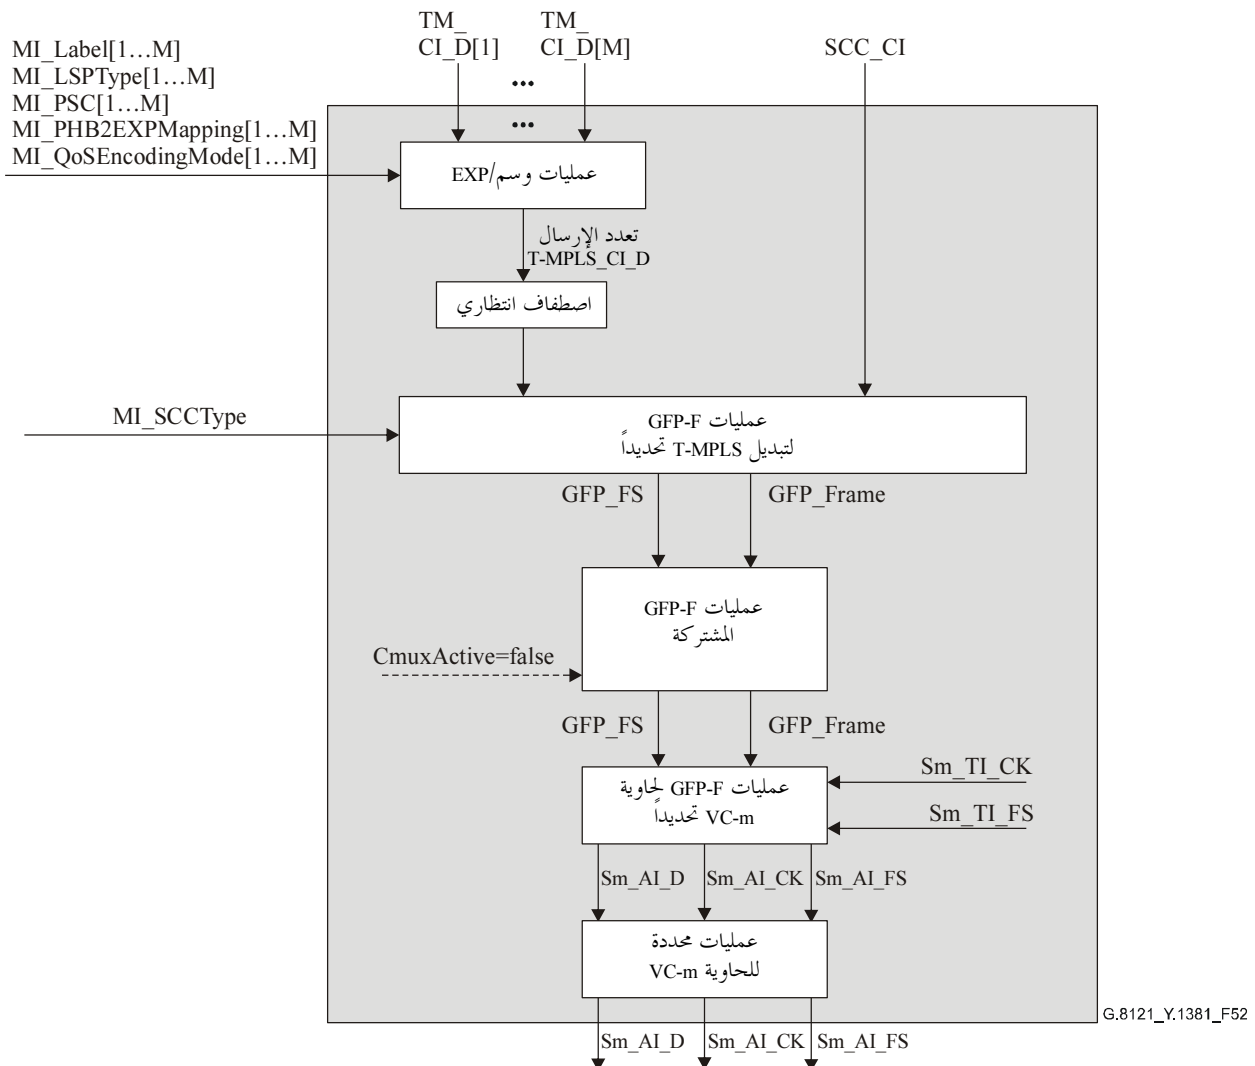 TM_
CI_D[1]
TM_
CI_D[M]
SCC_CI
MI_Label[1…M]
MI_LSPType[1…M]
MI_PSC[1…M]
MI_PHB2EXPMapping[1…M]
MI_QoSEncodingMode[1…M]
...
...
عمليات وسم/EXP
تعدد الإرسال
T-MPLS_CI_D
اصطفاف انتظاري
MI_SCCType
عمليات GFP-F
لتبديل T-MPLS تحديداً
GFP_FS
GFP_Frame
عمليات GFP-F
المشتركة
CmuxActive=false
GFP_FS
GFP_Frame
عمليات GFP-F لحاوية
VC-m تحديداً
Sm_TI_CK
Sm_TI_FS
Sm_AI_D
Sm_AI_CK
Sm_AI_FS
عمليات محددة
للحاوية VC-m
G.8121_Y.1381_F52
Sm_AI_D
Sm_AI_CK
Sm_AI_FS